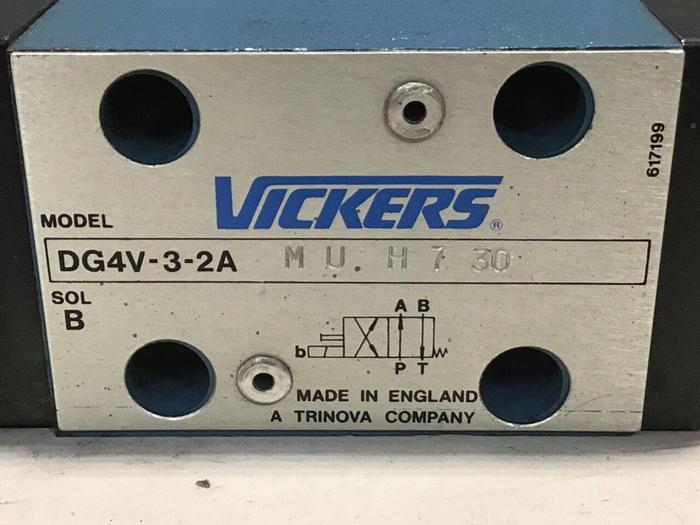 617199
VICKERS®
MODEL
DG4V-3-2A M U. H 7 30
SOL
B
A B
b
P T
MADE IN ENGLAND
A TRINOVA COMPANY